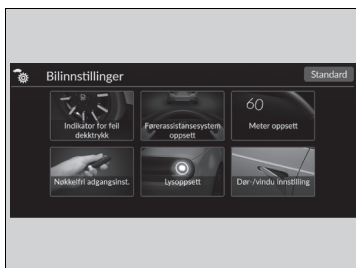 Bilinnstillinger
Standard
Indikator for feil
dekktrykk
Førerassistansesystem
oppsett
60
Meter oppsett
Nøkkelfri adgangsinst.
Lysoppsett
Dør-/vindu innstilling